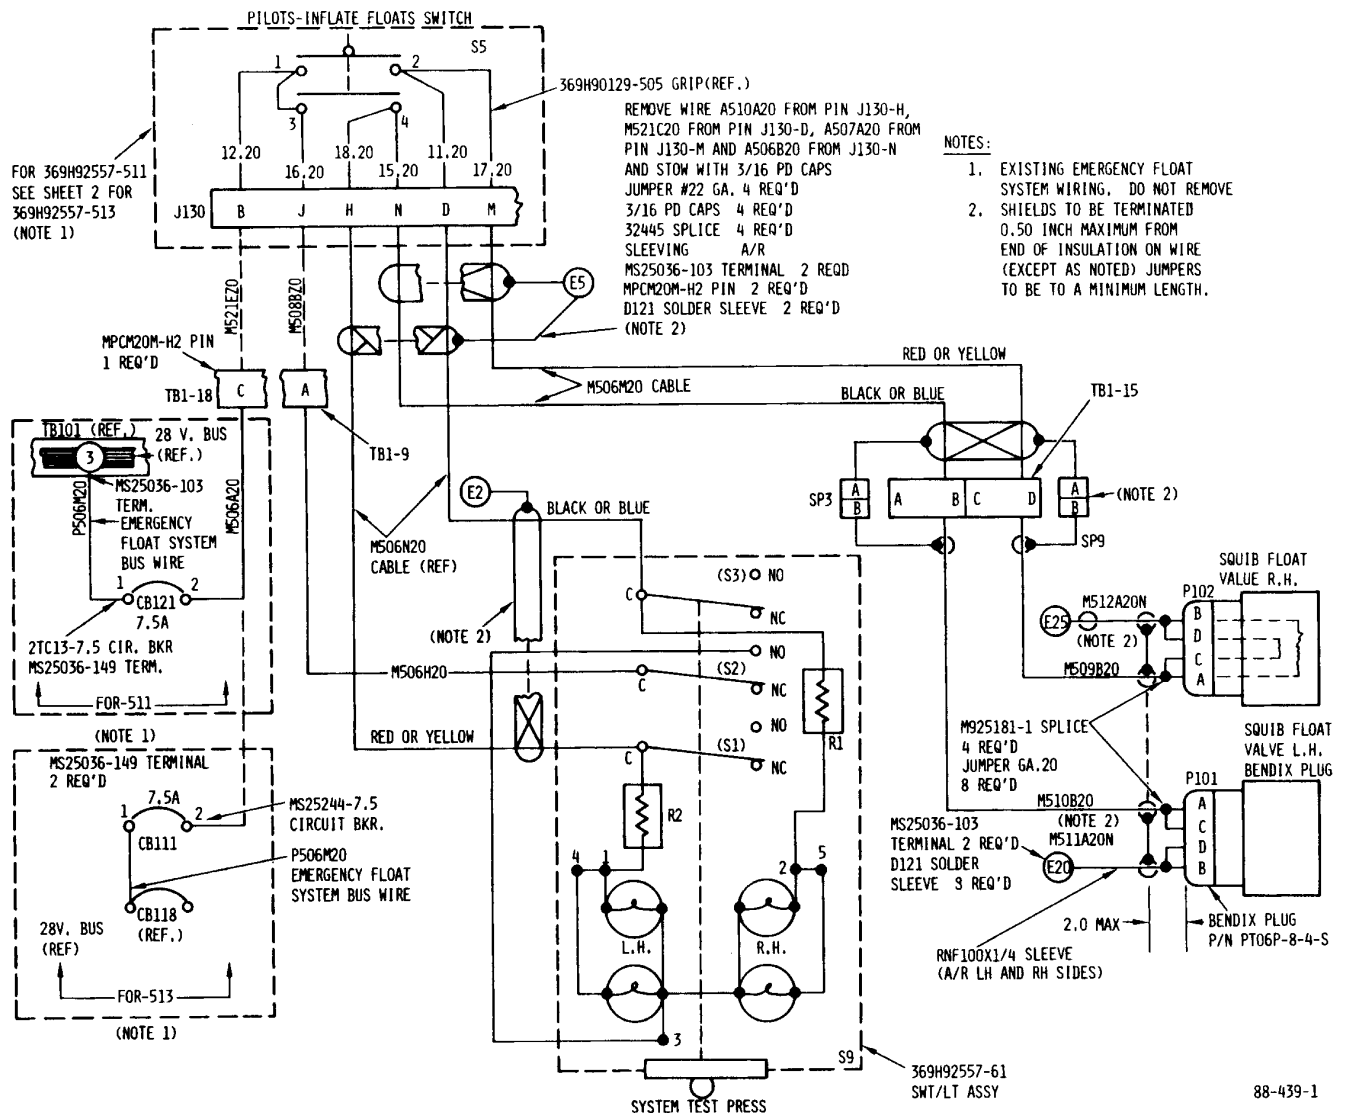 PILOTS-INFLATE FLOATS SWITCH
S5
1
2
3
4
12.20
16.20
18.20
15.20
11.20
17.20
J130
B
J
H
N
D
M
FOR 369H92557-511
SEE SHEET 2 FOR
369H92557-513
(NOTE 1)
369H90129-505 GRIP(REF.)
REMOVE WIRE A510A20 FROM PIN J130-H,
M521C20 FROM PIN J130-D, A507A20 FROM
PIN J130-M AND A506B20 FROM J130-N
AND STOW WITH 3/16 PD CAPS
JUMPER #22 GA. 4 REQ'D
3/16 PD CAPS 4 REQ'D
32445 SPLICE 4 REQ'D
SLEEVING A/R
MS25036-103 TERMINAL 2 REQD
MPCM20M-H2 PIN 2 REQ'D
D121 SOLDER SLEEVE 2 REQ'D
(NOTE 2)
NOTES:
1. EXISTING EMERGENCY FLOAT
SYSTEM WIRING. DO NOT REMOVE
2. SHIELDS TO BE TERMINATED
0.50 INCH MAXIMUM FROM
END OF INSULATION ON WIRE
(EXCEPT AS NOTED) JUMPERS
TO BE TO A MINIMUM LENGTH.
M521EZ0
M508BZ0
E5
MPCM20M-H2 PIN
1 REQ'D
TB1-18
C
A
TB1-9
RED OR YELLOW
M506M20 CABLE
BLACK OR BLUE
TB1-15
TB101 (REF.)
28 V. BUS
(REF.)
3
MS25036-103
TERM.
P506M20
EMERGENCY
FLOAT SYSTEM
BUS WIRE
M506A20
1
2
CB121
7.5A
2TC13-7.5 CIR. BKR
MS25036-149 TERM.
FOR-511
(NOTE 1)
E2
BLACK OR BLUE
M506N20
CABLE (REF)
(NOTE 2)
SP3
A
B
A
B
C
D
A
B
(NOTE 2)
SP9
(S3)
NO
C
NC
NO
M506H20
(S2)
C
NC
NO
RED OR YELLOW
(S1)
C
NC
R1
R2
4
1
2
5
L.H.
R.H.
3
S9
SYSTEM TEST PRESS
369H92557-61
SWT/LT ASSY
SQUIB FLOAT
VALUE R.H.
P102
M512A20N
E25
(NOTE 2)
M509B20
B
D
C
A
M925181-1 SPLICE
4 REQ'D
JUMPER GA.20
8 REQ'D
SQUIB FLOAT
VALVE L.H.
BENDIX PLUG
P101
M510B20
(NOTE 2)
M511A20N
A
C
D
B
MS25036-103
TERMINAL 2 REQ'D
D121 SOLDER
SLEEVE 3 REQ'D
E20
2.0 MAX
BENDIX PLUG
P/N PT06P-8-4-S
RNF100X1/4 SLEEVE
(A/R LH AND RH SIDES)
MS25036-149 TERMINAL
2 REQ'D
7.5A
1
2
CB111
MS25244-7.5
CIRCUIT BKR.
P506M20
EMERGENCY FLOAT
SYSTEM BUS WIRE
CB118
(REF.)
28V. BUS
(REF)
FOR-513
(NOTE 1)
88-439-1